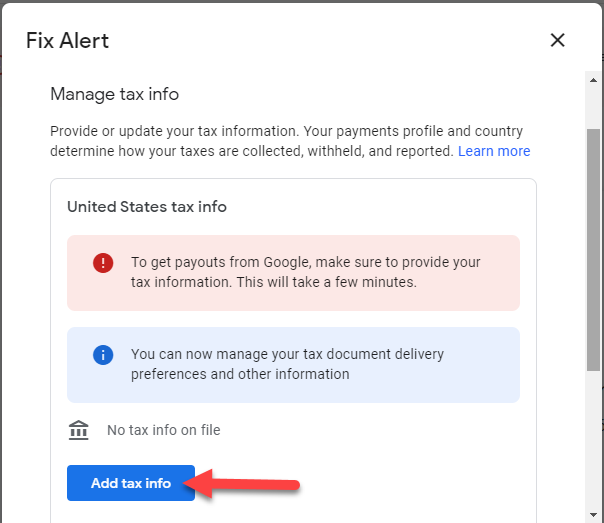 Fix Alert
Manage tax info
Provide or update your tax information. Your payments profile and country
determine how your taxes are collected, withheld, and reported. Learn more
United States tax info
To get payouts from Google, make sure to provide your
tax information. This will take a few minutes.
You can now manage your tax document delivery
preferences and other information
No tax info on file
Add tax info